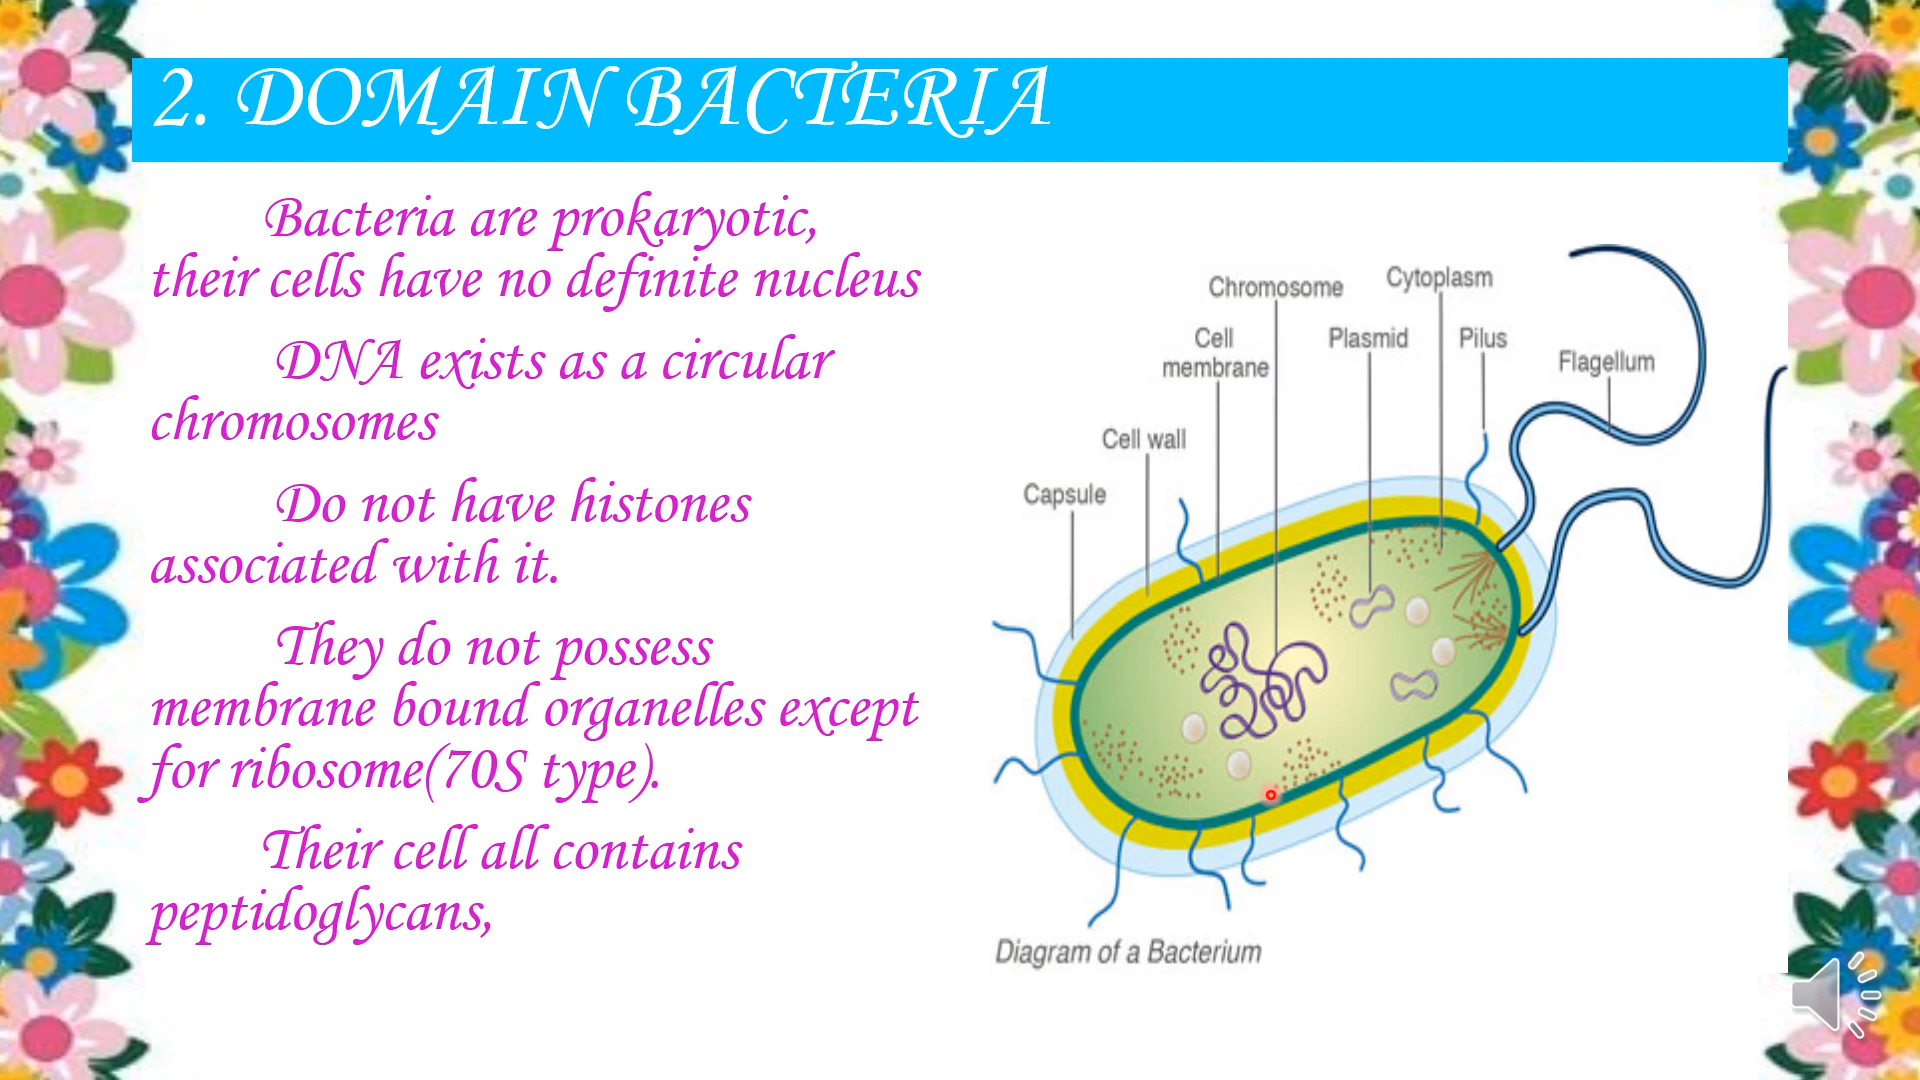 2. DOMAIN BACTERIA
Bacteria are prokaryotic,
their cells have no definite nucleus
DNA exists as a circular
chromosomes
Do not have histones
associated with it.
They do not possess
membrane bound organelles except
for ribosome(70S type).
Their cell all contains
peptidoglycans,
Chromosome
Cytoplasm
Cell
membrane
Plasmid
Pilus
Flagellum
Cell wall
Capsule
Diagram of a Bacterium